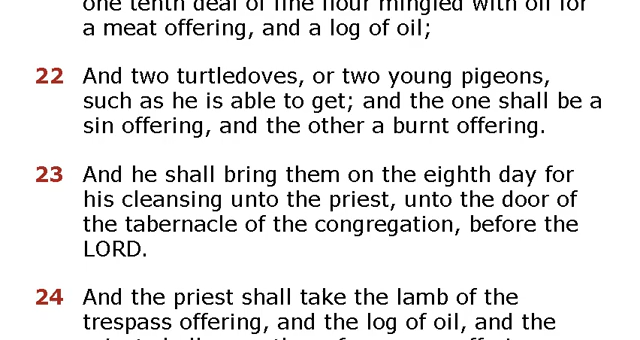 one tenth deal of fine flour mingled with oil for
a meat offering, and a log of oil;
22 And two turtledoves, or two young pigeons,
such as he is able to get; and the one shall be a
sin offering, and the other a burnt offering.
23 And he shall bring them on the eighth day for
his cleansing unto the priest, unto the door of
the tabernacle of the congregation, before the
LORD.
24 And the priest shall take the lamb of the
trespass offering, and the log of oil, and the